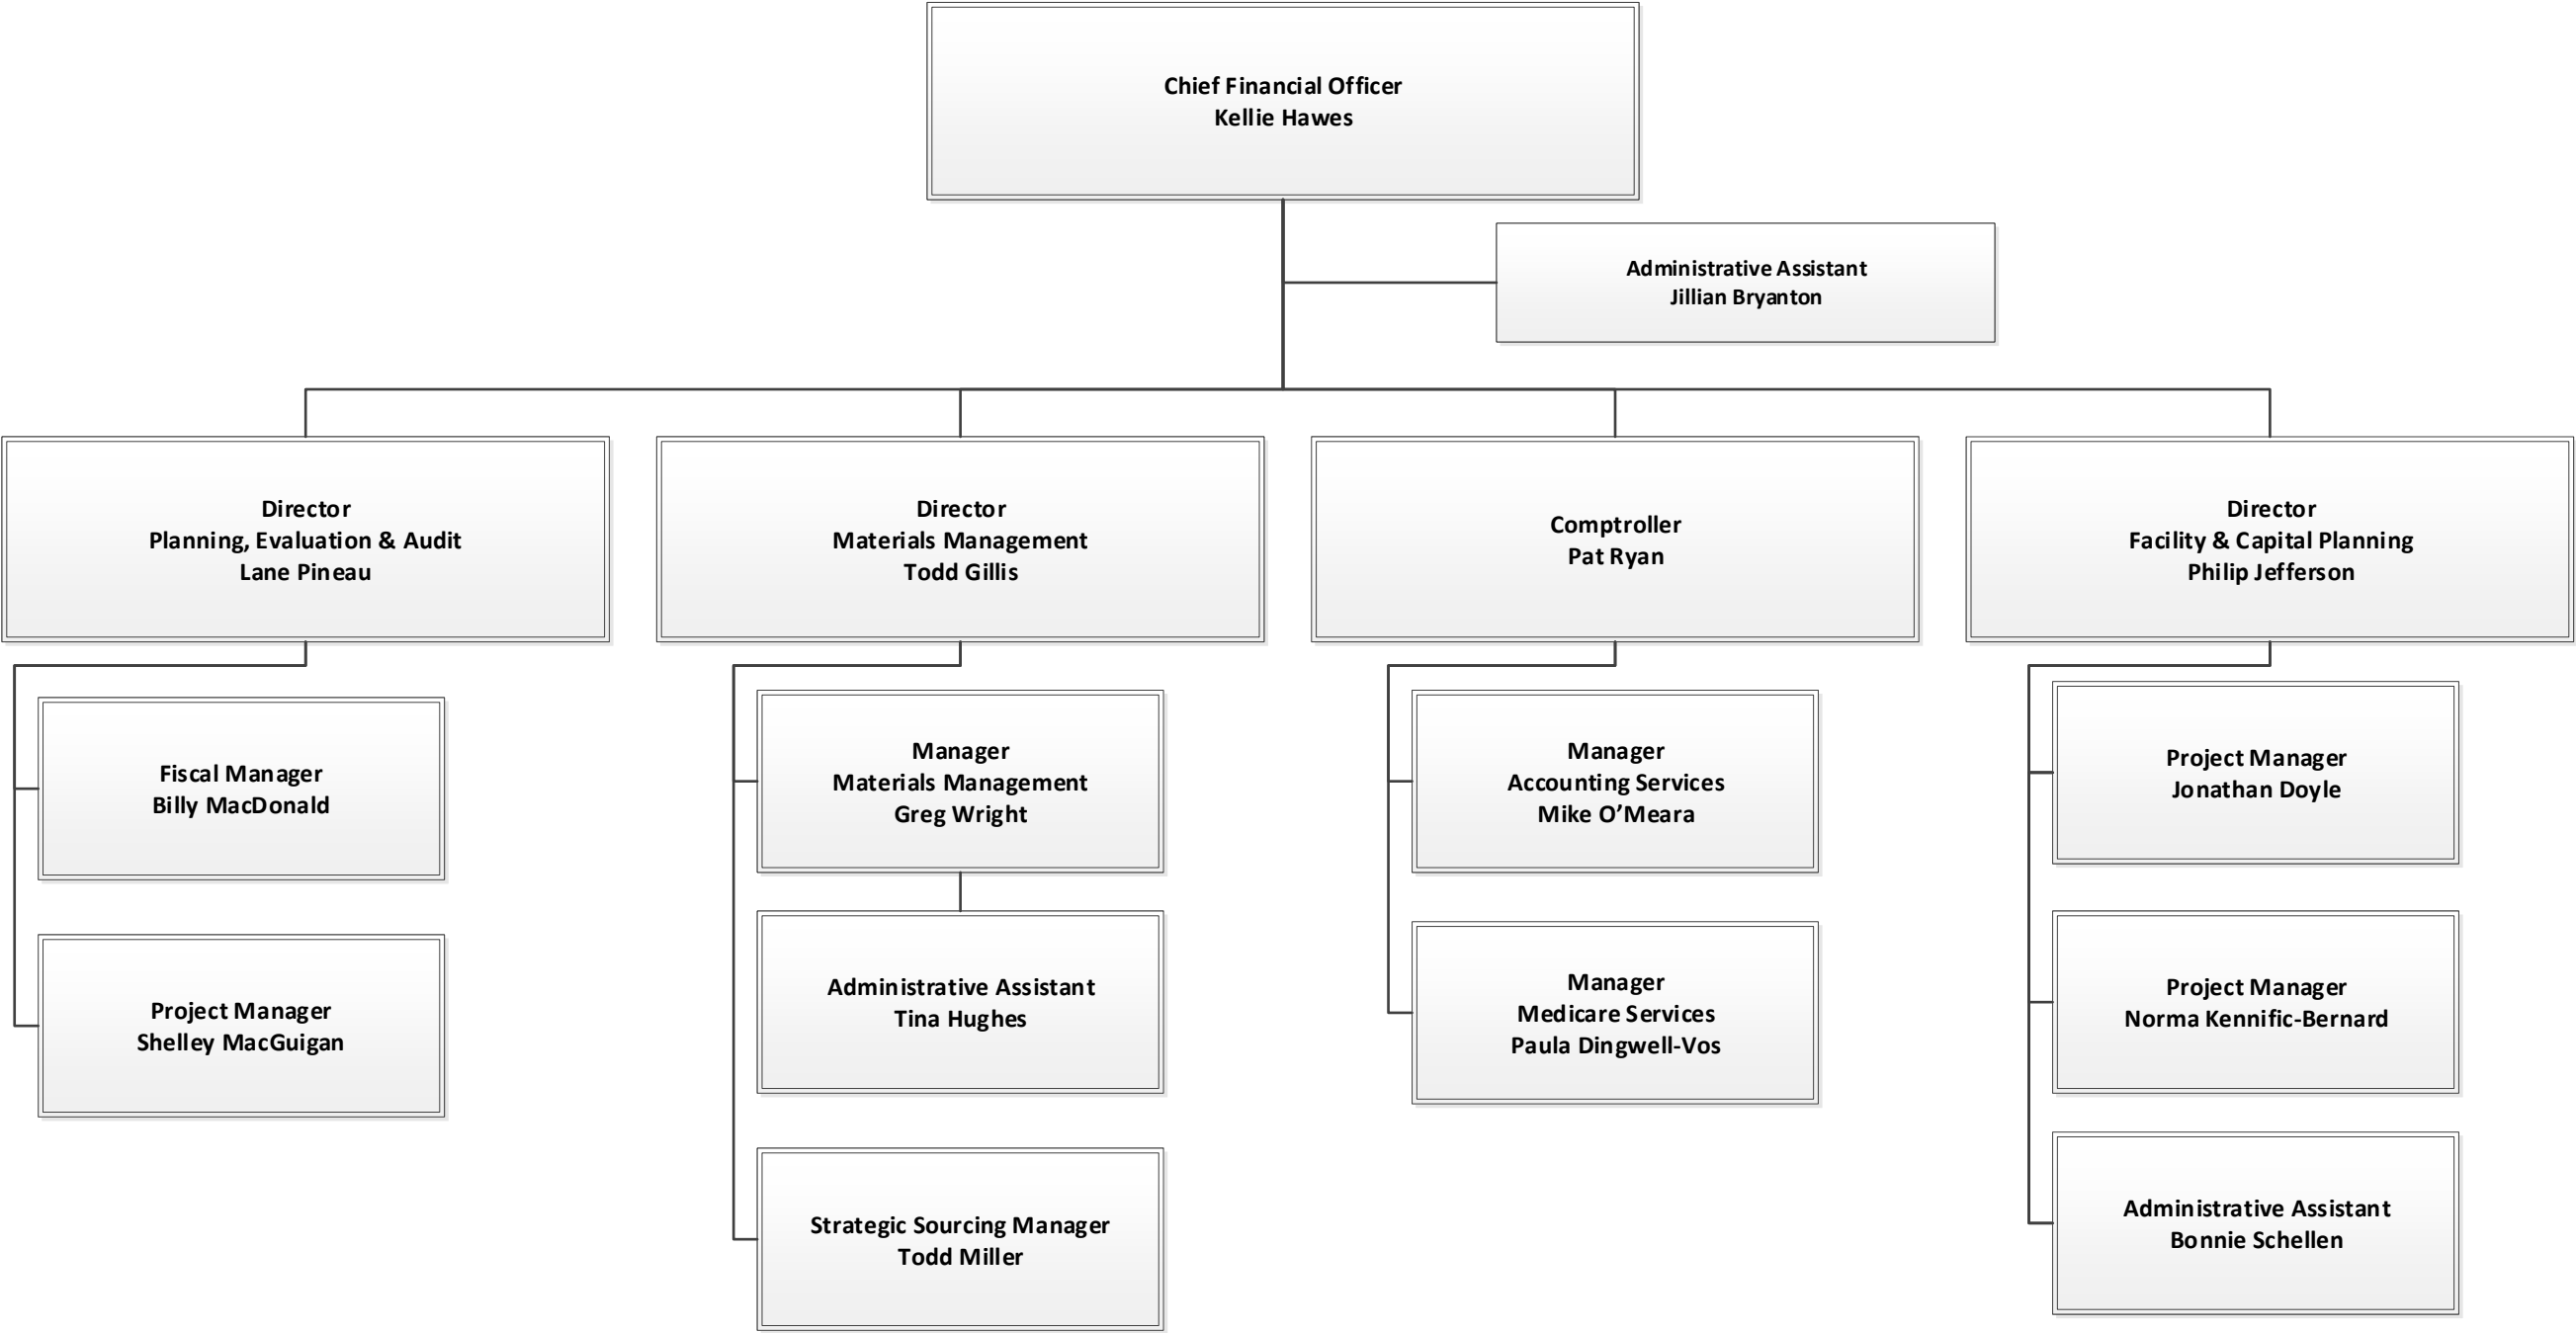 Chief Financial Officer
Kellie Hawes
Administrative Assistant
Jillian Bryanton
Director
Planning, Evaluation & Audit
Lane Pineau
Director
Materials Management
Todd Gillis
Comptroller
Pat Ryan
Director
Facility & Capital Planning
Philip Jefferson
Fiscal Manager
Billy MacDonald
Project Manager
Shelley MacGuigan
Manager
Materials Management
Greg Wright
Administrative Assistant
Tina Hughes
Strategic Sourcing Manager
Todd Miller
Manager
Accounting Services
Mike O’Meara
Manager
Medicare Services
Paula Dingwell-Vos
Project Manager
Jonathan Doyle
Project Manager
Norma Kennific-Bernard
Administrative Assistant
Bonnie Schellen